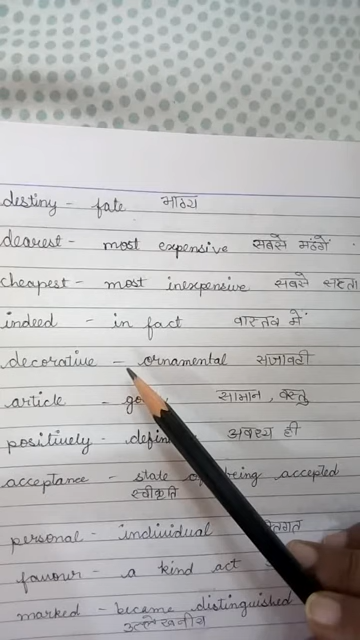 destiny - fate भाग्य
dearest - most expensive सबसे मंहगे
cheapest - most inexpensive सबसे सस्ता
indeed - in fact वास्तव में
decorative - ornamental सजावटी
article - सामान, वस्तु
positively - अवश्य ही
acceptance - state being accepted
स्वीकृति
personal - individual
favour - a kind act
marked - became distinguished
उल्लेखनीय